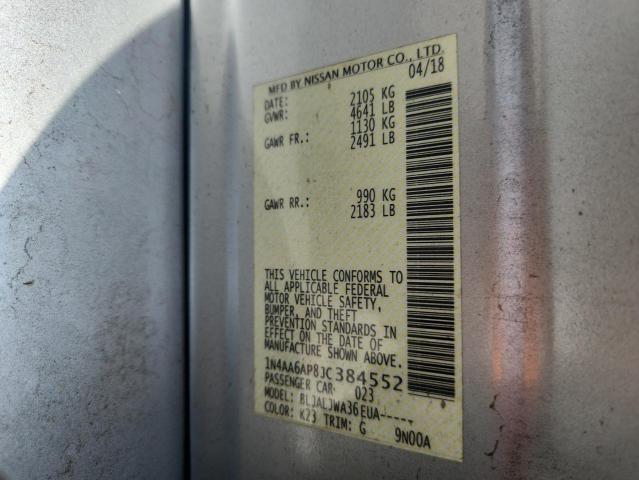 MFD BY NISSAN MOTOR CO., LTD.
DATE: 04/18
GVWR: 2105 KG
4641 LB
GAWR FR.: 1130 KG
2491 LB
GAWR RR.: 990 KG
2183 LB
THIS VEHICLE CONFORMS TO
ALL APPLICABLE FEDERAL
MOTOR VEHICLE SAFETY,
BUMPER, AND THEFT
PREVENTION STANDARDS IN
EFFECT ON THE DATE OF
MANUFACTURE SHOWN ABOVE.
1N4AA6AP8JC384552
PASSENGER CAR 023
MODEL: BLJALJWA36EUA-----
COLOR: K23 TRIM: G 9N00A